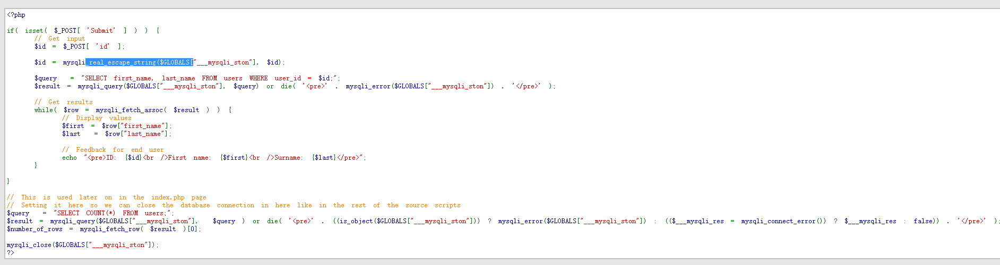 <?php
if( isset( $_POST[ 'Submit' ] ) ) {
// Get input
$id = $_POST[ 'id' ];
$id = mysqli_real_escape_string($GLOBALS["___mysqli_ston"], $id);
$query = "SELECT first_name, last_name FROM users WHERE user_id = $id;";
$result = mysqli_query($GLOBALS["___mysqli_ston"], $query) or die( '<pre>' . mysqli_error($GLOBALS["___mysqli_ston"]) . '</pre>' );
// Get results
while( $row = mysqli_fetch_assoc( $result ) ) {
// Display values
$first = $row["first_name"];
$last = $row["last_name"];
// Feedback for end user
echo "<pre>ID: {$id}<br />First name: {$first}<br />Surname: {$last}</pre>";
}
}
// This is used later on in the index.php page
// Setting it here so we can close the database connection in here like in the rest of the source scripts
$query = "SELECT COUNT(*) FROM users;";
$result = mysqli_query($GLOBALS["___mysqli_ston"], $query ) or die( '<pre>' . ((is_object($GLOBALS["___mysqli_ston"])) ? mysqli_error($GLOBALS["___mysqli_ston"]) : (($___mysqli_res = mysqli_connect_error()) ? $___mysqli_res : false)) . '</pre>' );
$number_of_rows = mysqli_fetch_row( $result )[0];
mysqli_close($GLOBALS["___mysqli_ston"]);
?>